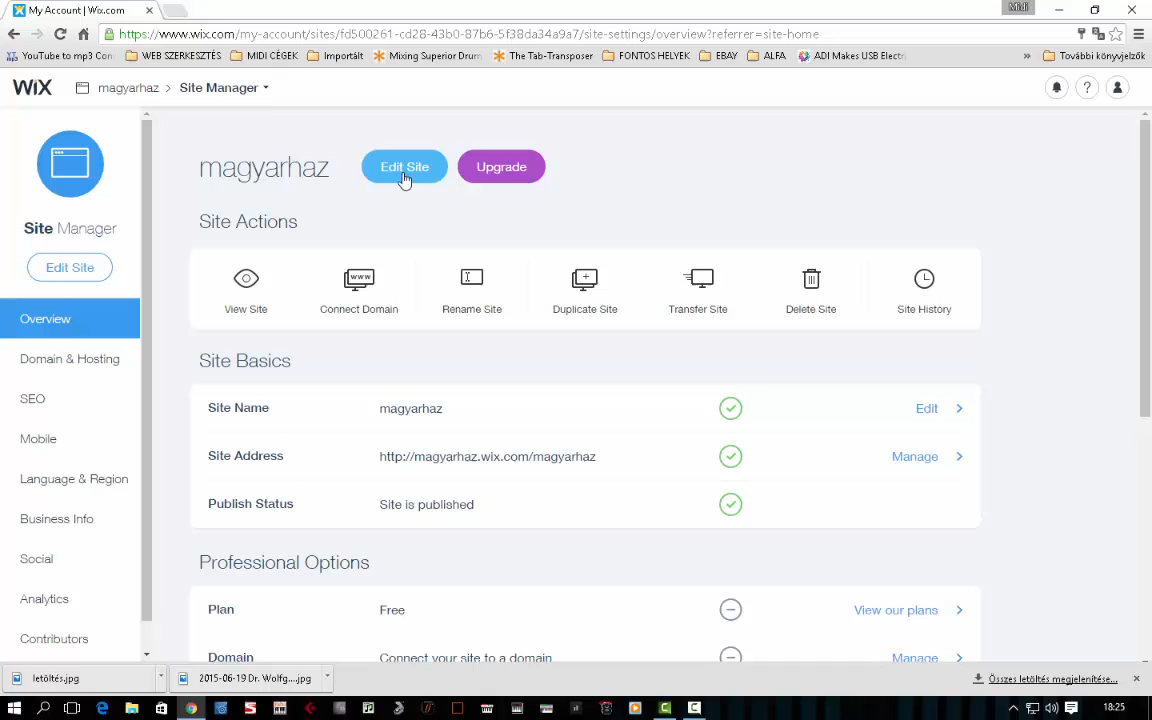 My Account | Wix.com
Midi
https://www.wix.com/my-account/sites/fd500261-cd28-43b0-87b6-5f38da34a9a7/site-settings/overview?referrer=site-home
YouTube to mp3 Con
WEB SZERKESZTÉS
MIDI CÉGEK
Importált
Mixing Superior Drum
The Tab-Transposer
FONTOS HELYEK
EBAY
ALFA
ADI Makes USB Electr
»
További könyvjelzők
WiX
magyarhaz > Site Manager
?
Site Manager
Edit Site
Overview
Domain & Hosting
SEO
Mobile
Language & Region
Business Info
Social
Analytics
Contributors
magyarhaz
Edit Site
Upgrade
Site Actions
View Site
Connect Domain
Rename Site
Duplicate Site
Transfer Site
Delete Site
Site History
Site Basics
Site Name magyarhaz Edit >
Site Address http://magyarhaz.wix.com/magyarhaz Manage >
Publish Status Site is published
Professional Options
Plan Free View our plans >
Domain Connect your site to a domain Manage >
letöltés.jpg
2015-06-19 Dr. Wolfg....jpg
Összes letöltés megjelenítése...
18:25